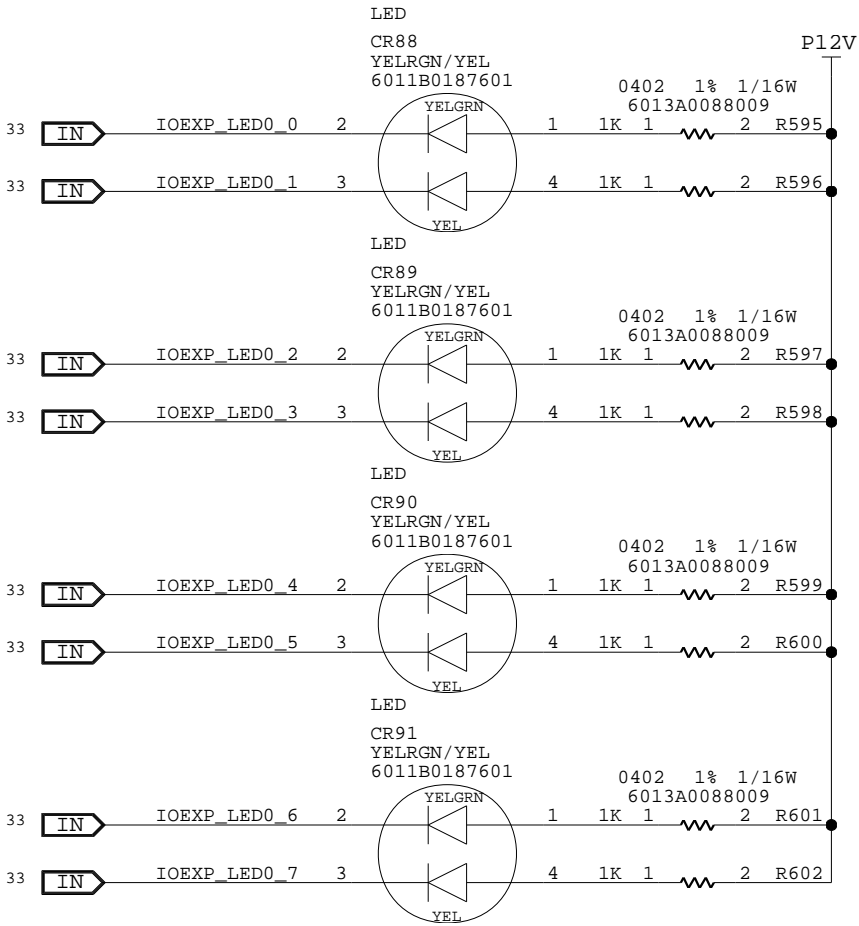 LED
CR88
YELRGN/YEL
6011B0187601
P12V
0402 1% 1/16W
6013A0088009
YELGRN
33 IN IOEXP_LED0_0 2 1 1K 1 2 R595
33 IN IOEXP_LED0_1 3 4 1K 1 2 R596
YEL
LED
CR89
YELRGN/YEL
6011B0187601
0402 1% 1/16W
6013A0088009
YELGRN
33 IN IOEXP_LED0_2 2 1 1K 1 2 R597
33 IN IOEXP_LED0_3 3 4 1K 1 2 R598
YEL
LED
CR90
YELRGN/YEL
6011B0187601
0402 1% 1/16W
6013A0088009
YELGRN
33 IN IOEXP_LED0_4 2 1 1K 1 2 R599
33 IN IOEXP_LED0_5 3 4 1K 1 2 R600
YEL
LED
CR91
YELRGN/YEL
6011B0187601
0402 1% 1/16W
6013A0088009
YELGRN
33 IN IOEXP_LED0_6 2 1 1K 1 2 R601
33 IN IOEXP_LED0_7 3 4 1K 1 2 R602
YEL